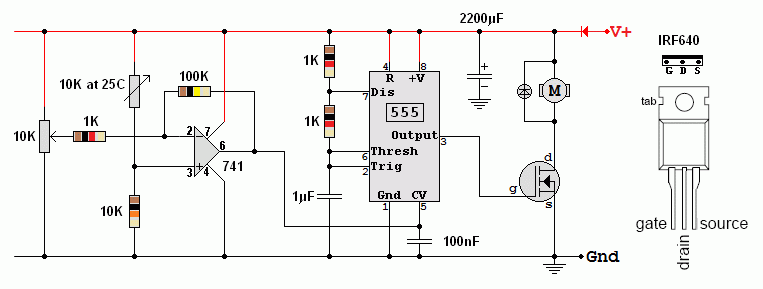 2200µF
V+
IRF640
G D S
1K
4
8
R +V
+
10K at 25C
100K
7
Dis
555
M
tab
-
10K
1K
2
7
6
1K
Output
3
+
3
4
741
6
Thresh
2
Trig
d
g
s
10K
1µF
Gnd CV
1
5
gate
drain
source
100nF
Gnd